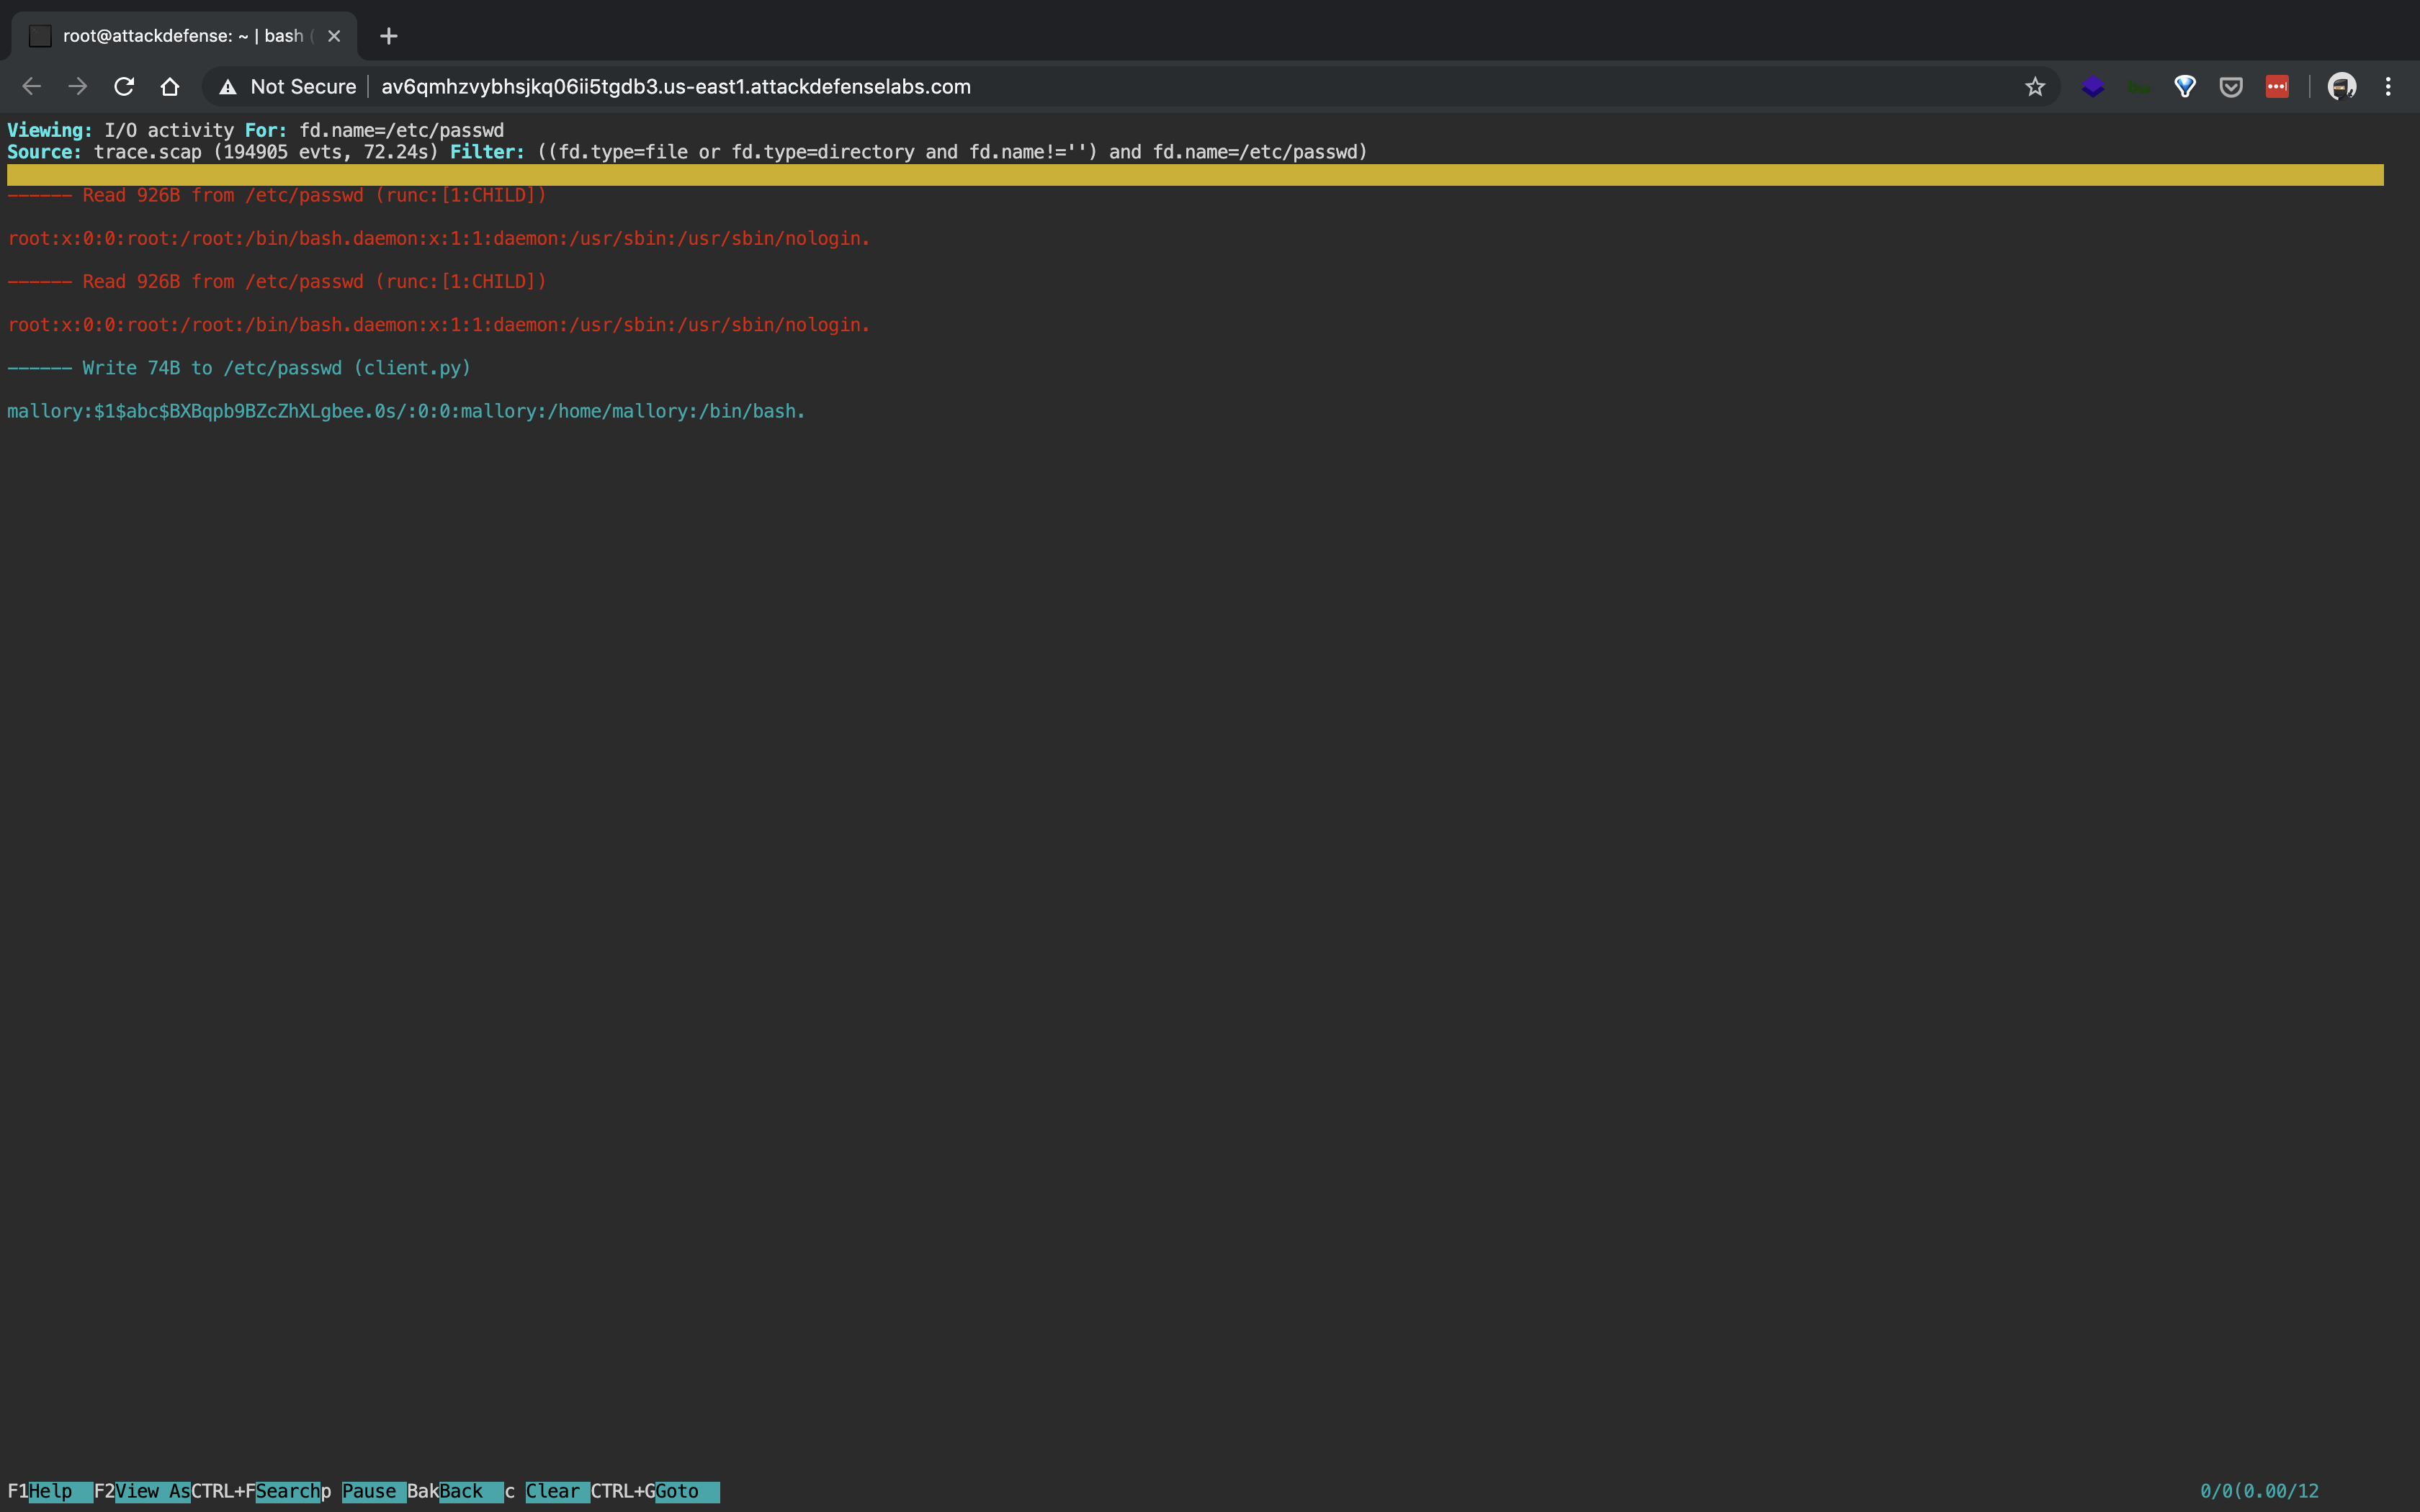 root@attackdefense: ~ | bash (
Not Secure av6qmhzvybhsjkq06ii5tgdb3.us-east1.attackdefenselabs.com
Viewing: I/O activity For: fd.name=/etc/passwd
Source: trace.scap (194905 evts, 72.24s) Filter: ((fd.type=file or fd.type=directory and fd.name!='') and fd.name=/etc/passwd)
------ Read 926B from /etc/passwd (runc:[1:CHILD])
root:x:0:0:root:/root:/bin/bash.daemon:x:1:1:daemon:/usr/sbin:/usr/sbin/nologin.
------ Read 926B from /etc/passwd (runc:[1:CHILD])
root:x:0:0:root:/root:/bin/bash.daemon:x:1:1:daemon:/usr/sbin:/usr/sbin/nologin.
------ Write 74B to /etc/passwd (client.py)
mallory:$1$abc$BXBqpb9BZcZhXLgbee.0s/:0:0:mallory:/home/mallory:/bin/bash.
F1Help F2View AsCTRL+FSearchp Pause BakBack c Clear CTRL+GGoto 0/0(0.00/12